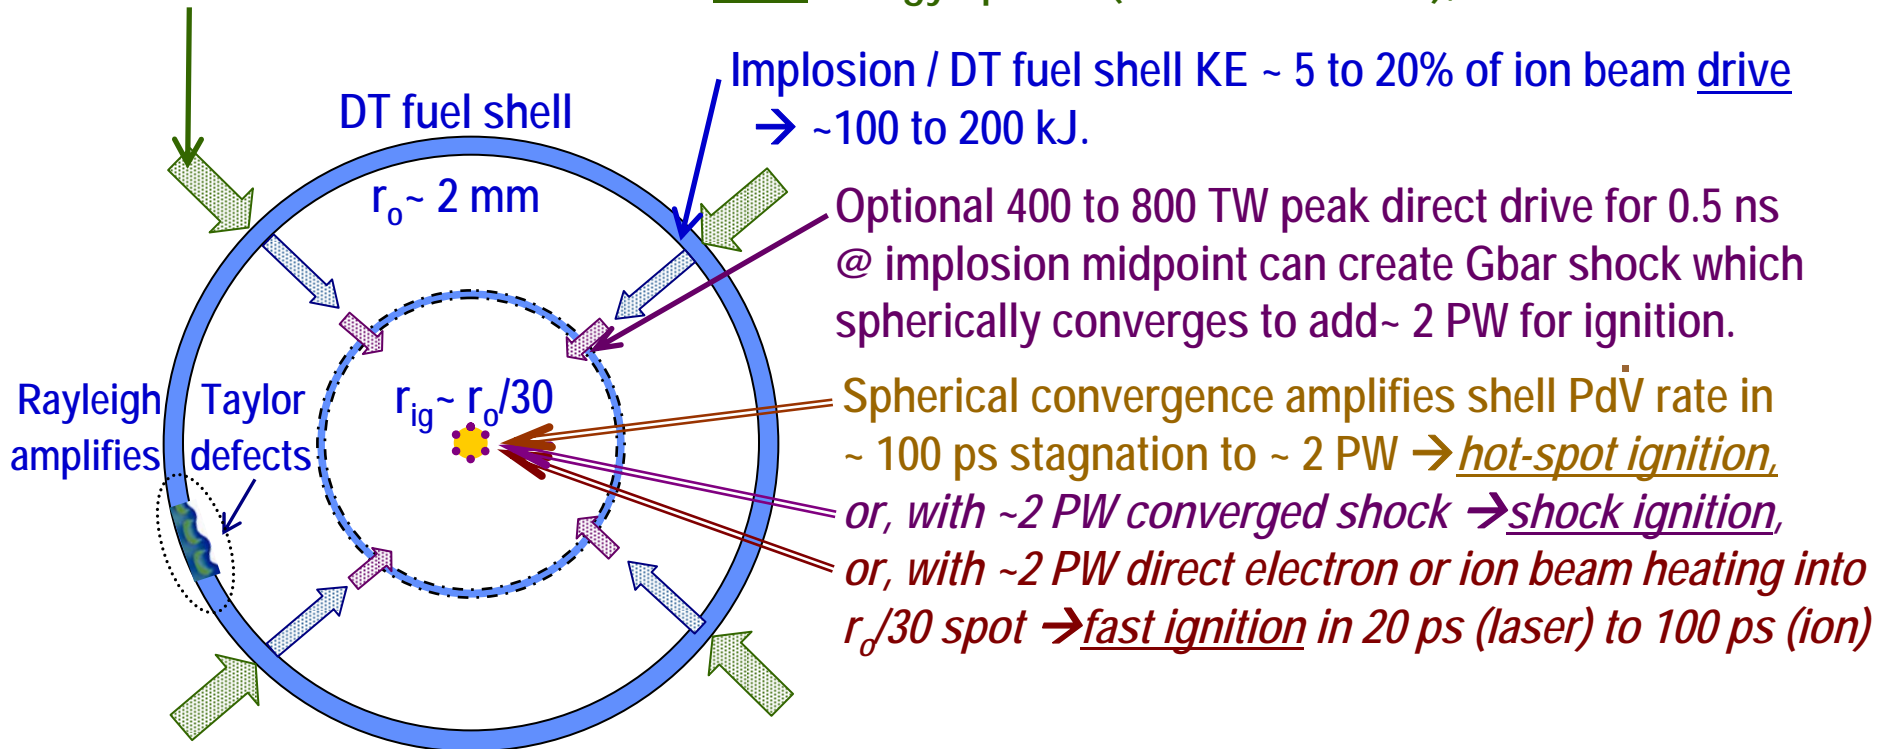 DT fuel shell
r₀~ 2 mm
Implosion / DT fuel shell KE ~ 5 to 20% of ion beam drive
➔ ~100 to 200 kJ.
Optional 400 to 800 TW peak direct drive for 0.5 ns
@ implosion midpoint can create Gbar shock which
spherically converges to add~ 2 PW for ignition.
Rayleigh Taylor
amplifies defects
r_ig~ r_o/30
Spherical convergence amplifies shell PdV̇ rate in
~ 100 ps stagnation to ~ 2 PW ➔hot-spot ignition,
or, with ~2 PW converged shock ➔shock ignition,
or, with ~2 PW direct electron or ion beam heating into
r_o/30 spot ➔fast ignition in 20 ps (laser) to 100 ps (ion)